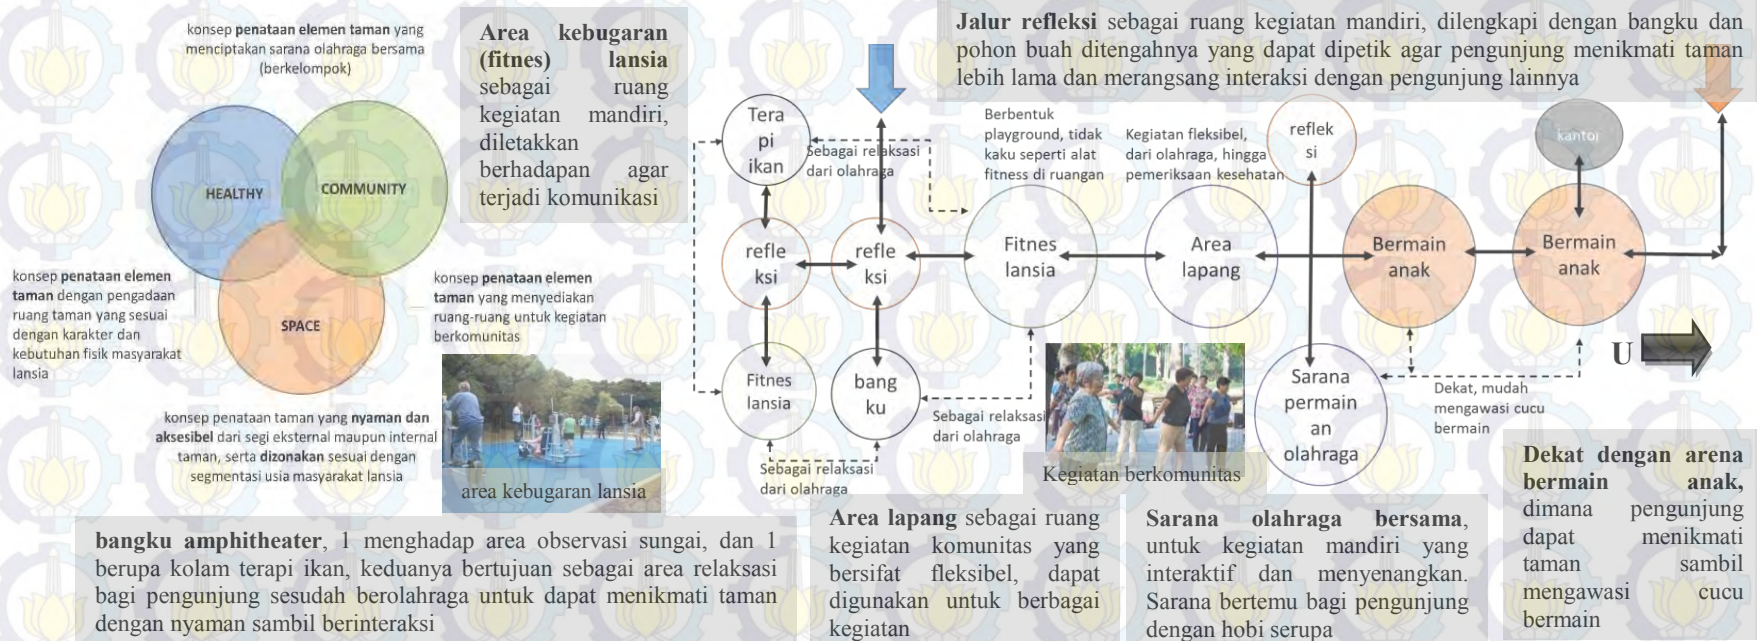 konsep penataan elemen taman yang
menciptakan sarana olahraga bersama
(berkelompok)
HEALTHY
COMMUNITY
SPACE
konsep penataan elemen
taman dengan pengadaan
ruang taman yang sesuai
dengan karakter dan
kebutuhan fisik masyarakat
lansia
konsep penataan elemen
taman yang menyediakan
ruang-ruang untuk kegiatan
berkomunitas
konsep penataan taman yang nyaman dan
aksesibel dari segi eksternal maupun internal
taman, serta dizonakan sesuai dengan
segmentasi usia masyarakat lansia
Area kebugaran
(fitnes) lansia
sebagai ruang
kegiatan mandiri,
diletakkan
berhadapan agar
terjadi komunikasi
area kebugaran lansia
Jalur refleksi sebagai ruang kegiatan mandiri, dilengkapi dengan bangku dan
pohon buah ditengahnya yang dapat dipetik agar pengunjung menikmati taman
lebih lama dan merangsang interaksi dengan pengunjung lainnya
Tera
pi
ikan
Sebagai relaksasi
dari olahraga
Berbentuk
playground, tidak
kaku seperti alat
fitness di ruangan
Kegiatan fleksibel,
dari olahraga, hingga
pemeriksaan kesehatan
reflek
si
kantor
refle
ksi
refle
ksi
Fitnes
lansia
Area
lapang
Bermain
anak
Bermain
anak
U
Fitnes
lansia
bang
ku
Sebagai relaksasi
dari olahraga
Sebagai relaksasi
dari olahraga
Kegiatan berkomunitas
Sarana
permain
an
olahraga
Dekat, mudah
mengawasi cucu
bermain
bangku amphitheater, 1 menghadap area observasi sungai, dan 1
berupa kolam terapi ikan, keduanya bertujuan sebagai area relaksasi
bagi pengunjung sesudah berolahraga untuk dapat menikmati taman
dengan nyaman sambil berinteraksi
Area lapang sebagai ruang
kegiatan komunitas yang
bersifat fleksibel, dapat
digunakan untuk berbagai
kegiatan
Sarana olahraga bersama,
untuk kegiatan mandiri yang
interaktif dan menyenangkan.
Sarana bertemu bagi pengunjung
dengan hobi serupa
Dekat dengan arena
bermain anak,
dimana pengunjung
dapat menikmati
taman sambil
mengawasi cucu
bermain